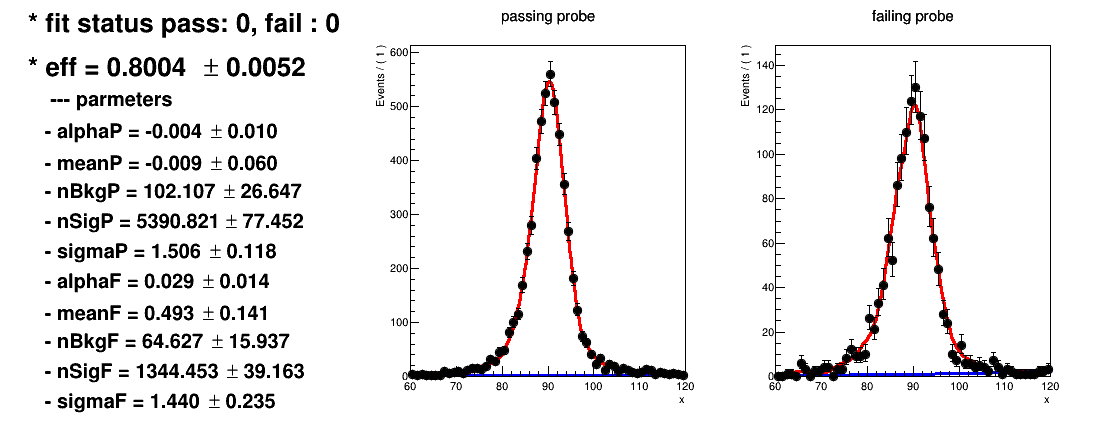 * fit status pass: 0, fail : 0
* eff = 0.8004 ± 0.0052
--- parmeters
- alphaP = -0.004 ± 0.010
- meanP = -0.009 ± 0.060
- nBkgP = 102.107 ± 26.647
- nSigP = 5390.821 ± 77.452
- sigmaP = 1.506 ± 0.118
- alphaF = 0.029 ± 0.014
- meanF = 0.493 ± 0.141
- nBkgF = 64.627 ± 15.937
- nSigF = 1344.453 ± 39.163
- sigmaF = 1.440 ± 0.235
passing probe
Events / ( 1 )
600
500
400
300
200
100
0
60 70 80 90 100 110 120
x
failing probe
Events / ( 1 )
140
120
100
80
60
40
20
0
60 70 80 90 100 110 120
x